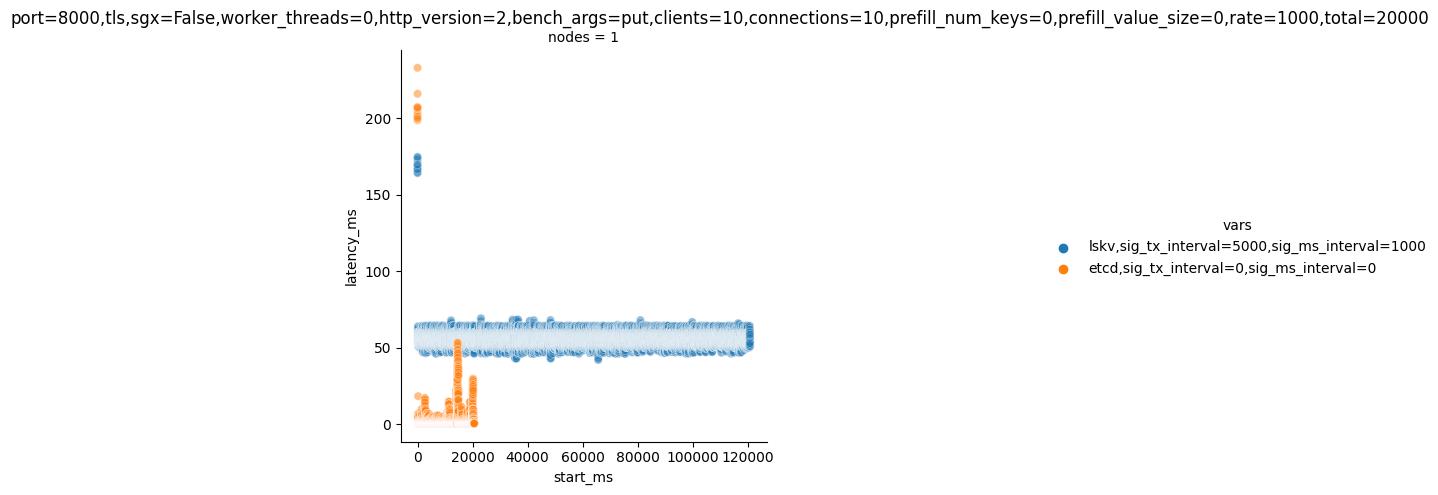 port=8000,tls,sgx=False,worker_threads=0,http_version=2,bench_args=put,clients=10,connections=10,prefill_num_keys=0,prefill_value_size=0,rate=1000,total=20000
nodes = 1
200
150
100
50
0
latency_ms
0 20000 40000 60000 80000 100000 120000
start_ms
vars
lskv,sig_tx_interval=5000,sig_ms_interval=1000
etcd,sig_tx_interval=0,sig_ms_interval=0